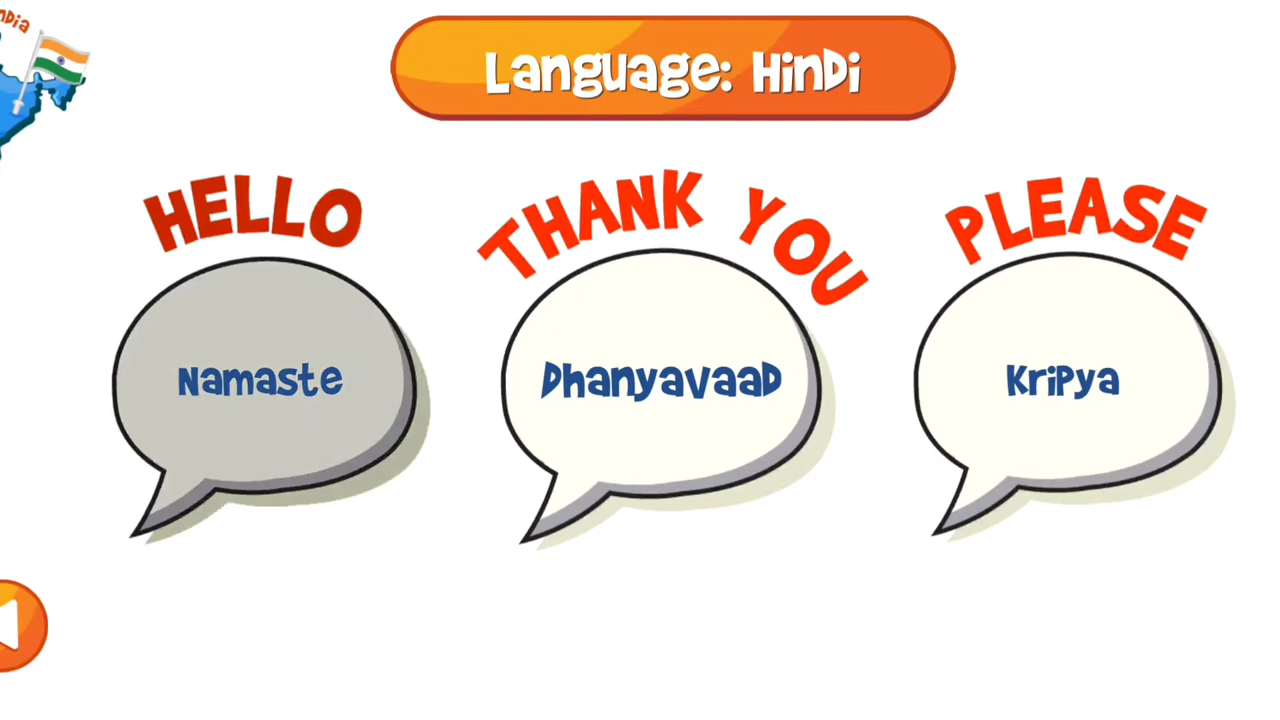 Language: Hindi
HELLO
THANK YOU
PLEASE
Namaste
Dhanyavaad
Kripya